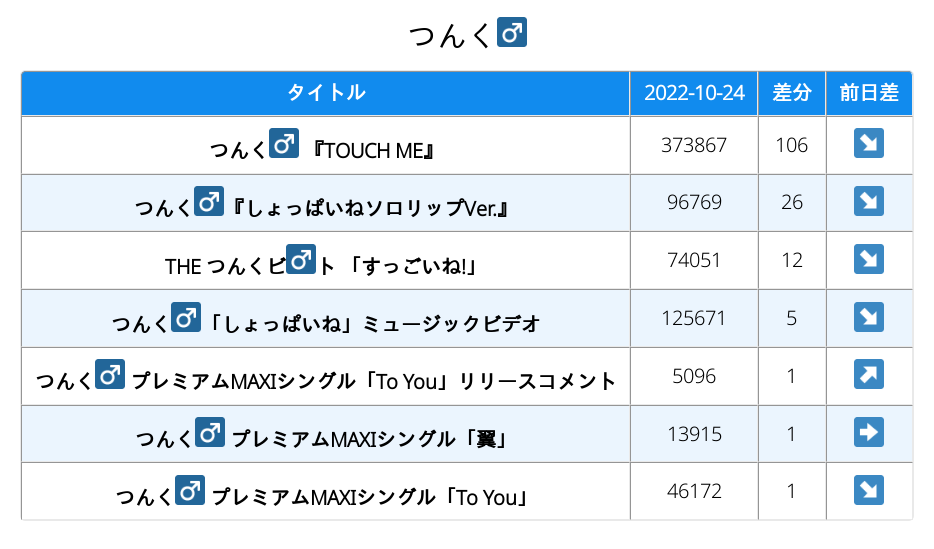 つんく♂
タイトル 2022-10-24 差分 前日差
つんく♂ 『TOUCH ME』 373867 106 ↘
つんく♂『しょっぱいねソロリップVer.』 96769 26 ↘
THE つんくビ♂ト 「すっごいね!」 74051 12 ↘
つんく♂「しょっぱいね」ミュージックビデオ 125671 5 ↘
つんく♂ プレミアムMAXIシングル「To You」リリースコメント 5096 1 ↗
つんく♂ プレミアムMAXIシングル「翼」 13915 1 ➡
つんく♂ プレミアムMAXIシングル「To You」 46172 1 ↘